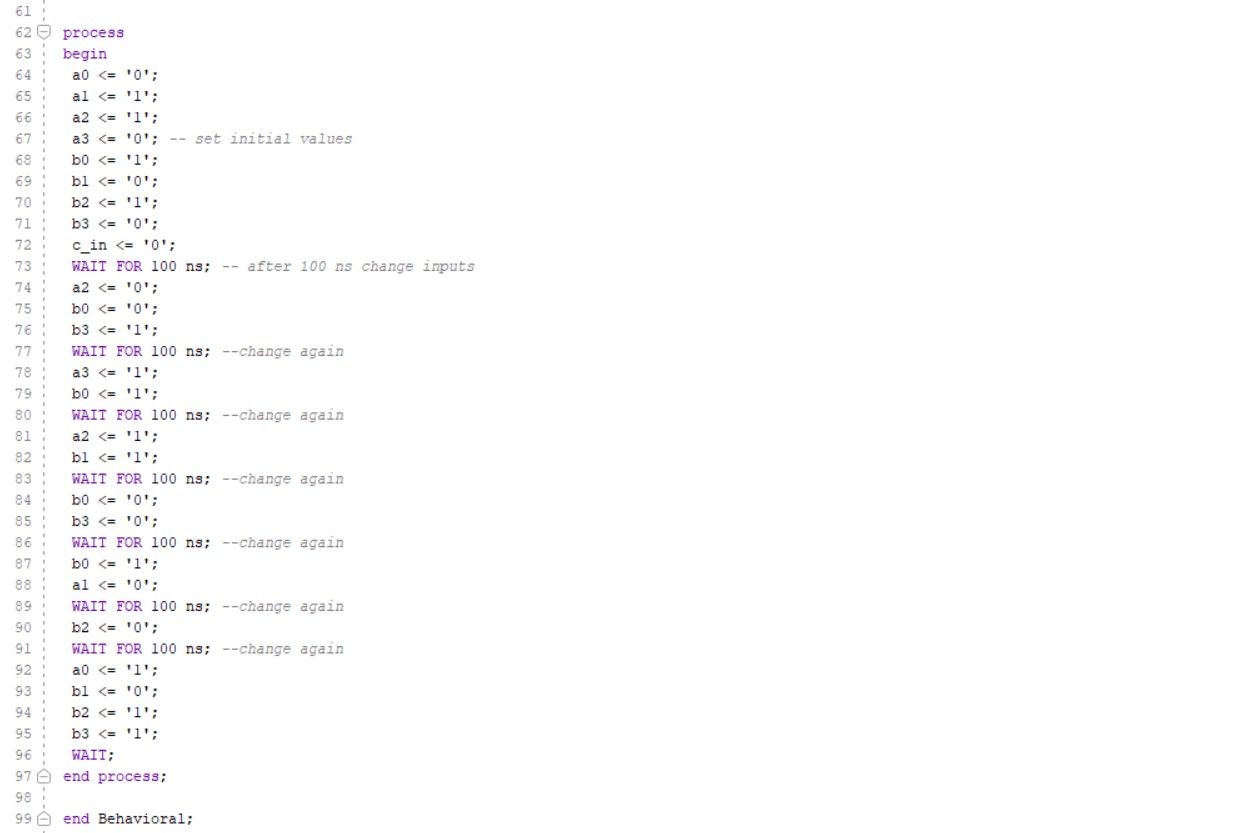 61
62 process
63 begin
64 a0 <= '0';
65 a1 <= '1';
66 a2 <= '1';
67 a3 <= '0'; -- set initial values
68 b0 <= '1';
69 b1 <= '0';
70 b2 <= '1';
71 b3 <= '0';
72 c_in <= '0';
73 WAIT FOR 100 ns; -- after 100 ns change inputs
74 a2 <= '0';
75 b0 <= '0';
76 b3 <= '1';
77 WAIT FOR 100 ns; --change again
78 a3 <= '1';
79 b0 <= '1';
80 WAIT FOR 100 ns; --change again
81 a2 <= '1';
82 b1 <= '1';
83 WAIT FOR 100 ns; --change again
84 b0 <= '0';
85 b3 <= '0';
86 WAIT FOR 100 ns; --change again
87 b0 <= '1';
88 a1 <= '0';
89 WAIT FOR 100 ns; --change again
90 b2 <= '0';
91 WAIT FOR 100 ns; --change again
92 a0 <= '1';
93 b1 <= '0';
94 b2 <= '1';
95 b3 <= '1';
96 WAIT;
97 end process;
98
99 end Behavioral;